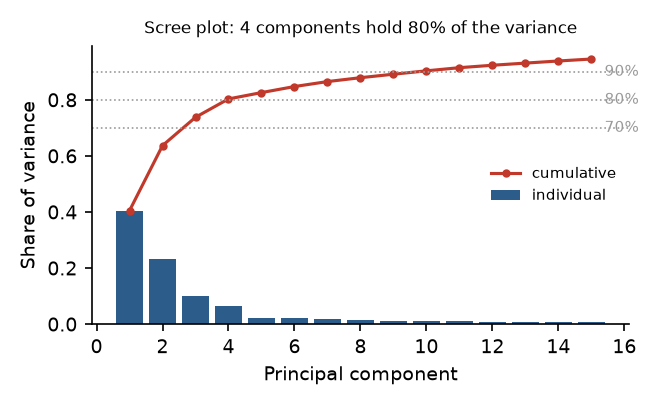 Scree plot: 4 components hold 80% of the variance
90%
0.8
80%
70%
0.6
cumulative
individual
0.4
0.2
0.0
0 2 4 6 8 10 12 14 16
Principal component
Share of variance